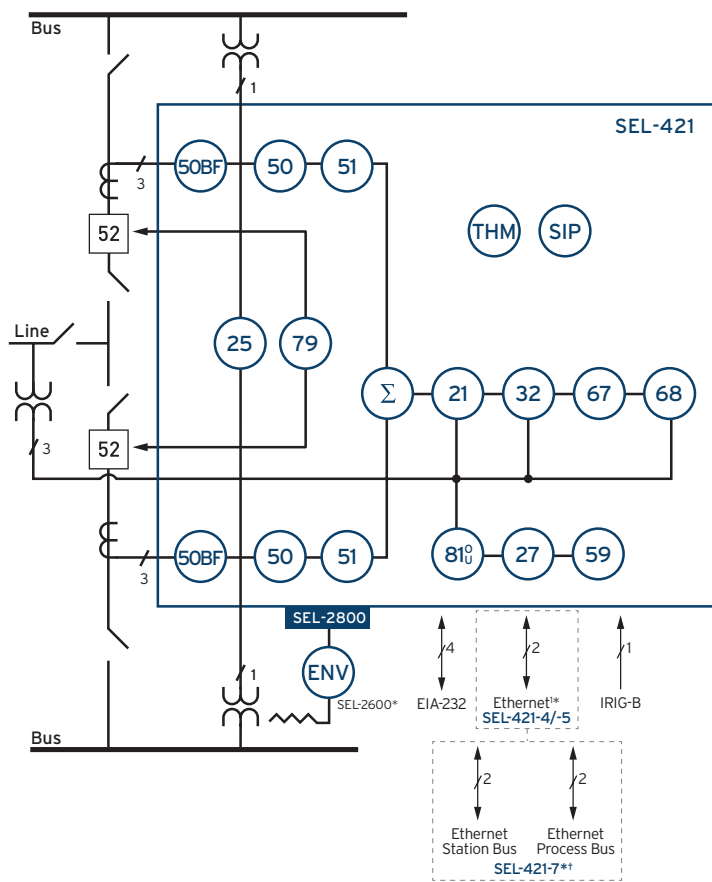 Bus
1
SEL-421
3
50BF
50
51
THM
SIP
52
Line
25
79
Σ
21
32
67
68
3
52
3
50BF
50
51
81OU
27
59
SEL-2800
1
ENV
SEL-2600*
4
2
1
EIA-232
Ethernet¹*
SEL-421-4/-5
IRIG-B
Bus
2
2
Ethernet
Station Bus
Ethernet
Process Bus
SEL-421-7*†